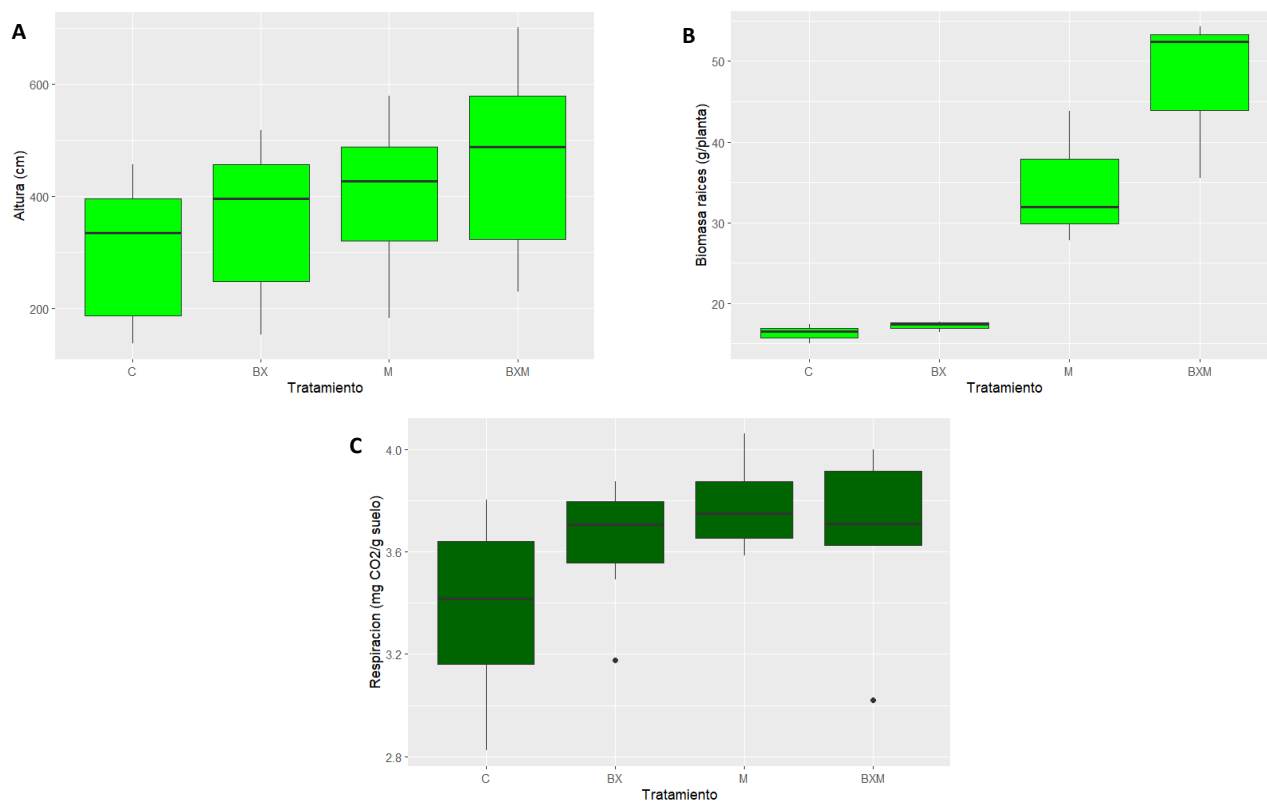 A
Altura (cm)
600
400
200
C BX M BXM
Tratamiento
B
Biomasa raices (g/planta)
50
40
30
20
C BX M BXM
Tratamiento
C
Respiracion (mg CO2/g suelo)
4.0
3.6
3.2
2.8
C BX M BXM
Tratamiento